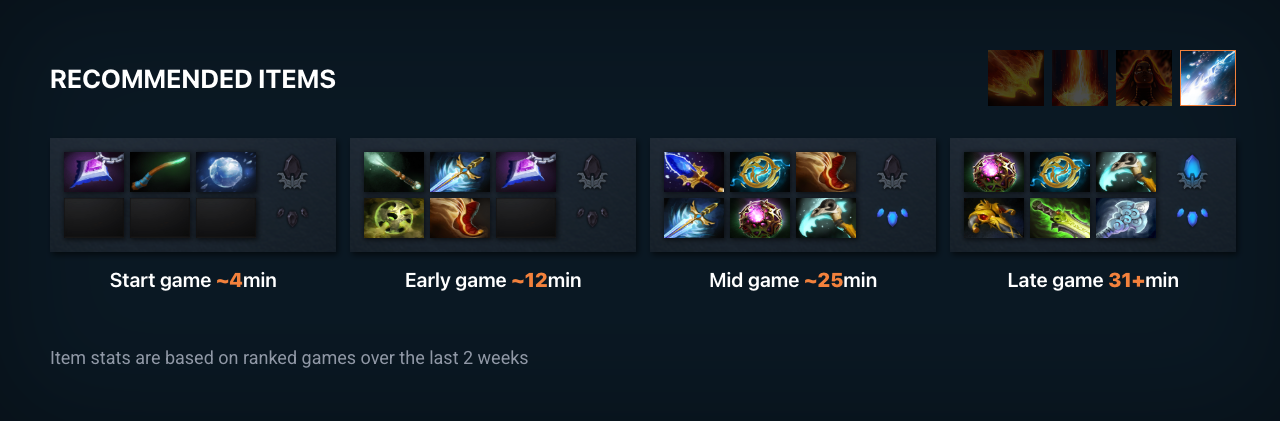 RECOMMENDED ITEMS
Start game ~4min
Early game ~12min
Mid game ~25min
Late game 31+min
Item stats are based on ranked games over the last 2 weeks